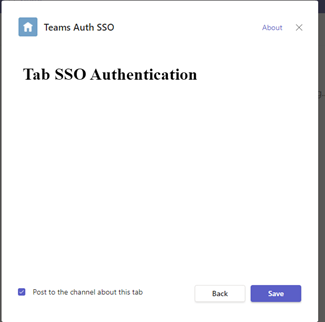 Teams Auth SSO
About
Tab SSO Authentication
Post to the channel about this tab
Back
Save